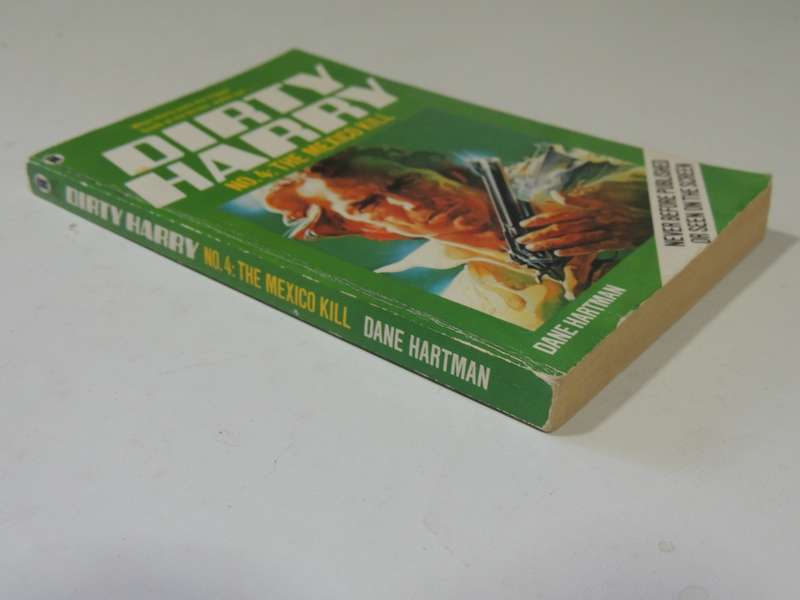 DIRTY
HARRY
NO. 4: THE MEXICO KILL
NEVER BEFORE PUBLISHED
OR SEEN ON THE SCREEN
DANE HARTMAN
DIRTY HARRY NO. 4: THE MEXICO KILL DANE HARTMAN